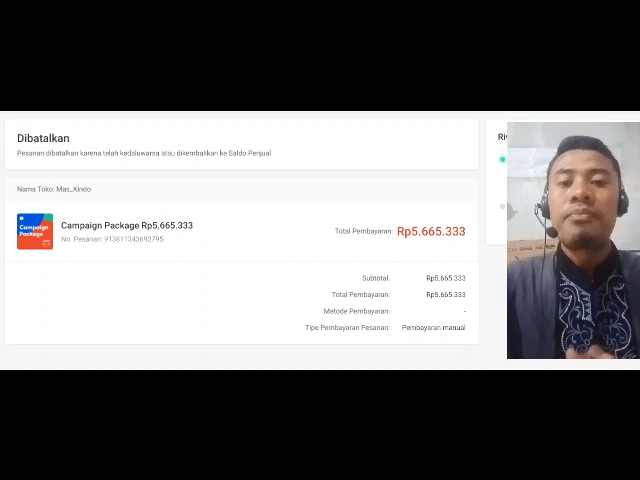 Dibatalkan
Pesanan dibatalkan karena telah kedaluwarsa atau dikembalikan ke Saldo Penjual
Nama Toko: Mas_Kindo
Campaign Package
Campaign Package Rp5.665.333
No. Pesanan: 913811343692795
Total Pembayaran: Rp5.665.333
Subtotal: Rp5.665.333
Total Pembayaran: Rp5.665.333
Metode Pembayaran: -
Tipe Pembayaran Pesanan: Pembayaran manual